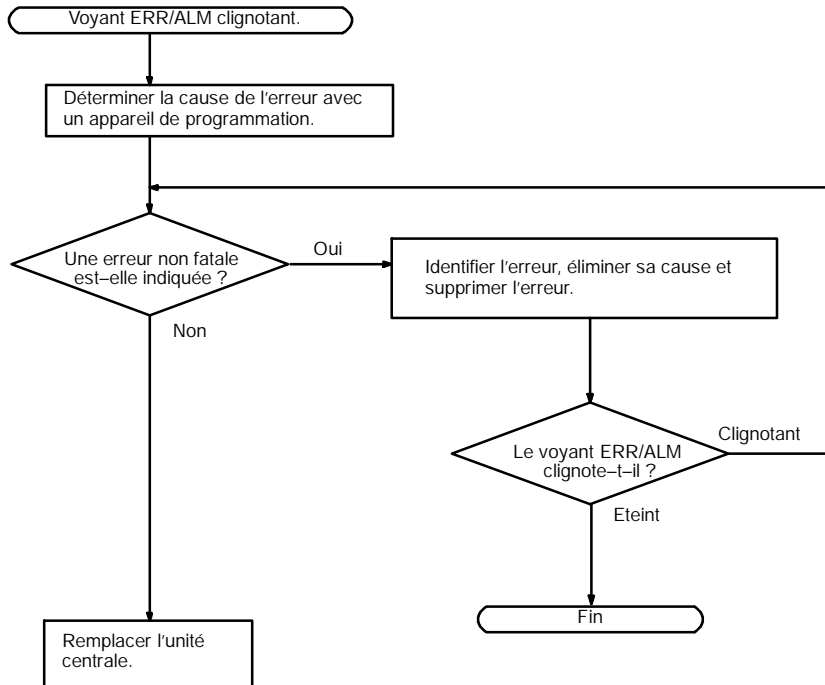 Voyant ERR/ALM clignotant.
Déterminer la cause de l'erreur avec
un appareil de programmation.
Une erreur non fatale
est–elle indiquée ?
Oui
Identifier l'erreur, éliminer sa cause et
supprimer l'erreur.
Non
Le voyant ERR/ALM
clignote–t–il ?
Clignotant
Eteint
Fin
Remplacer l'unité
centrale.